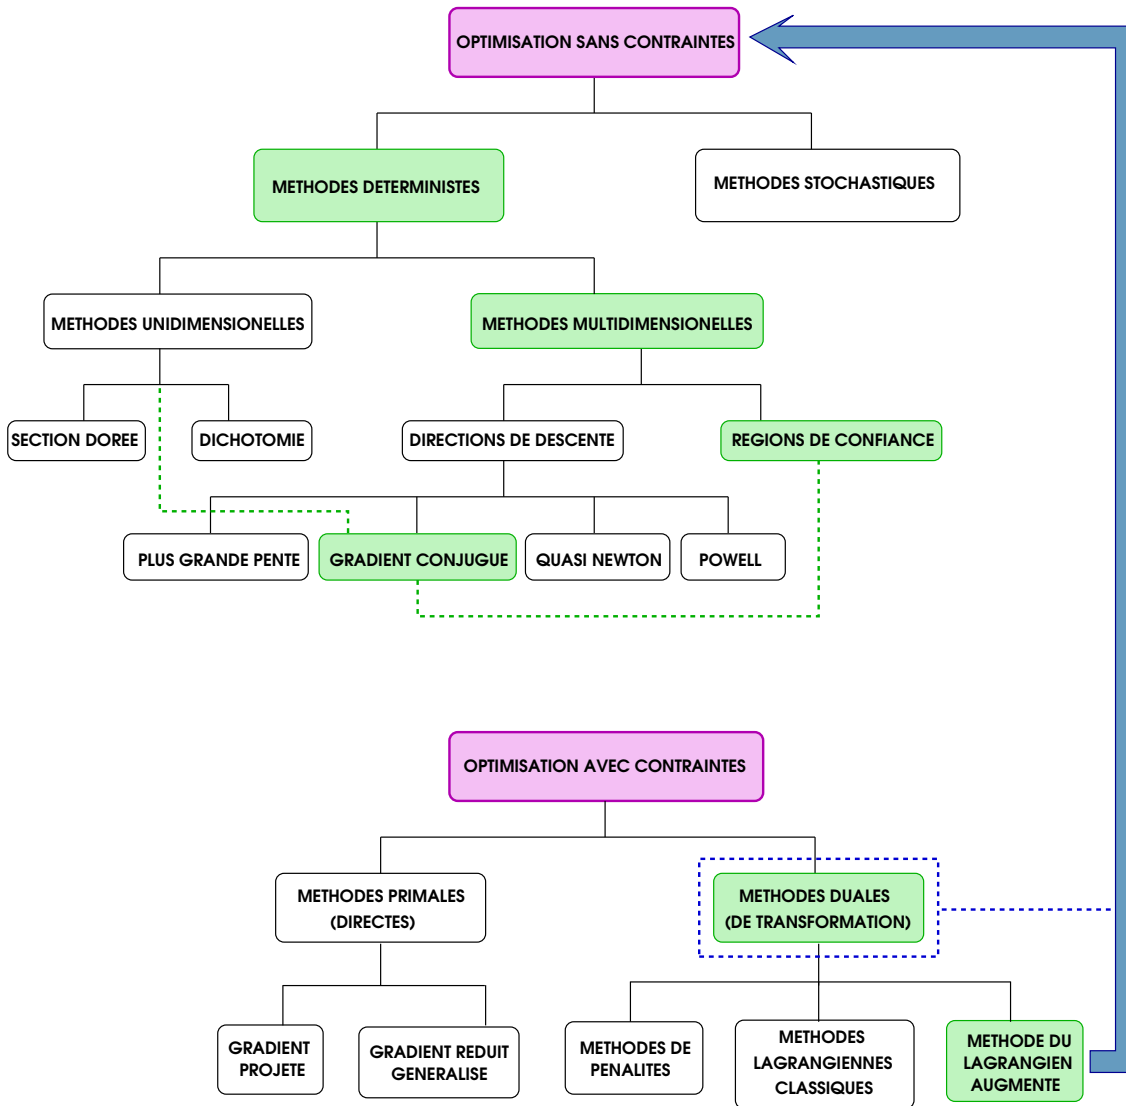 OPTIMISATION SANS CONTRAINTES
METHODES DETERMINISTES
METHODES STOCHASTIQUES
METHODES UNIDIMENSIONELLES
METHODES MULTIDIMENSIONELLES
SECTION DOREE
DICHOTOMIE
DIRECTIONS DE DESCENTE
REGIONS DE CONFIANCE
PLUS GRANDE PENTE
GRADIENT CONJUGUE
QUASI NEWTON
POWELL
OPTIMISATION AVEC CONTRAINTES
METHODES PRIMALES
(DIRECTES)
METHODES DUALES
(DE TRANSFORMATION)
GRADIENT
PROJETE
GRADIENT REDUIT
GENERALISE
METHODES DE
PENALITES
METHODES
LAGRANGIENNES
CLASSIQUES
METHODE DU
LAGRANGIEN
AUGMENTE